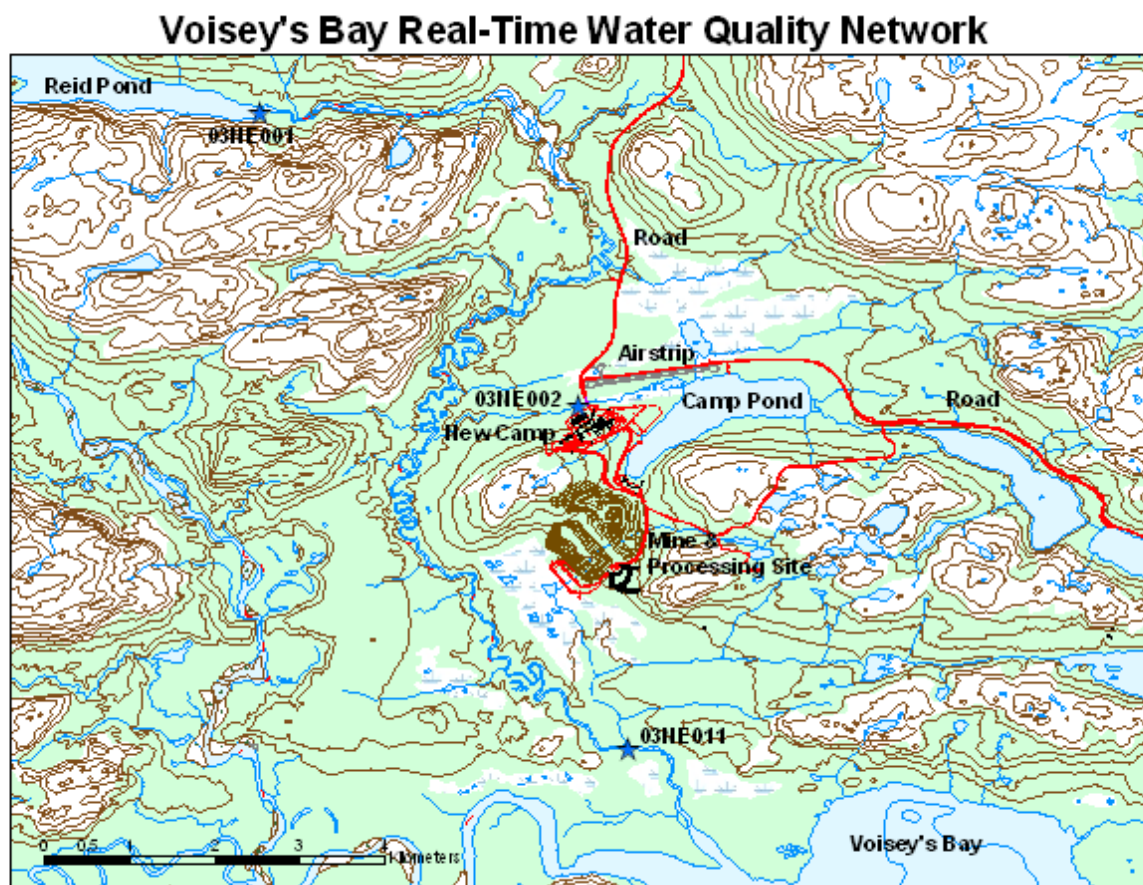 Voisey's Bay Real-Time Water Quality Network
Reid Pond
03NE001
Road
Airstrip
03NE002
Camp Pond
Road
New Camp
Mine &
Processing Site
03NE011
Voisey's Bay
0 0.5 1 2 3 4
Kilometers